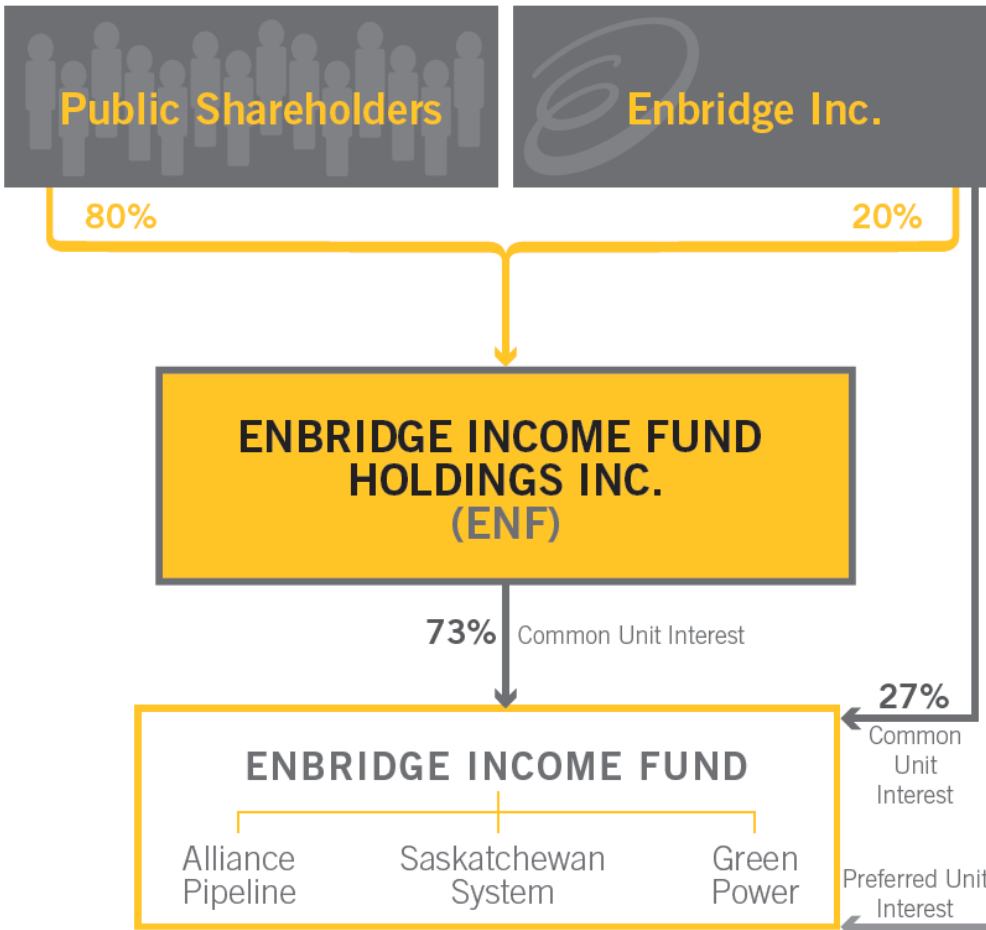 Public Shareholders
Enbridge Inc.
80%
20%
ENBRIDGE INCOME FUND
HOLDINGS INC.
(ENF)
73% Common Unit Interest
27%
Common
Unit
Interest
ENBRIDGE INCOME FUND
Alliance
Pipeline
Saskatchewan
System
Green
Power
Preferred Unit
Interest